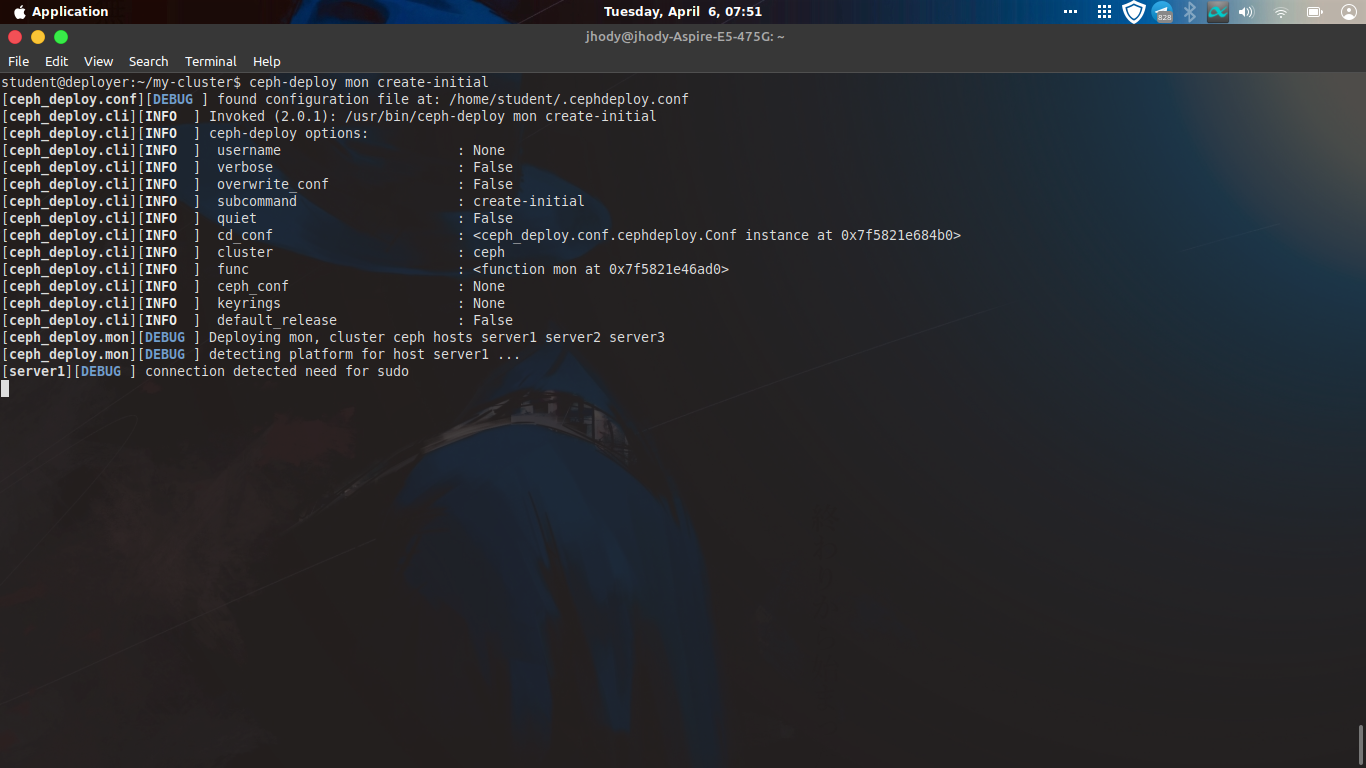 Application
Tuesday, April 6, 07:51
828
jhody@jhody-Aspire-E5-475G: ~
File Edit View Search Terminal Help
student@deployer:~/my-cluster$ ceph-deploy mon create-initial
[ceph_deploy.conf][DEBUG ] found configuration file at: /home/student/.cephdeploy.conf
[ceph_deploy.cli][INFO  ] Invoked (2.0.1): /usr/bin/ceph-deploy mon create-initial
[ceph_deploy.cli][INFO  ] ceph-deploy options:
[ceph_deploy.cli][INFO  ]  username                      : None
[ceph_deploy.cli][INFO  ]  verbose                       : False
[ceph_deploy.cli][INFO  ]  overwrite_conf                : False
[ceph_deploy.cli][INFO  ]  subcommand                    : create-initial
[ceph_deploy.cli][INFO  ]  quiet                         : False
[ceph_deploy.cli][INFO  ]  cd_conf                       : <ceph_deploy.conf.cephdeploy.Conf instance at 0x7f5821e684b0>
[ceph_deploy.cli][INFO  ]  cluster                       : ceph
[ceph_deploy.cli][INFO  ]  func                          : <function mon at 0x7f5821e46ad0>
[ceph_deploy.cli][INFO  ]  ceph_conf                     : None
[ceph_deploy.cli][INFO  ]  keyrings                      : None
[ceph_deploy.cli][INFO  ]  default_release               : False
[ceph_deploy.mon][DEBUG ] Deploying mon, cluster ceph hosts server1 server2 server3
[ceph_deploy.mon][DEBUG ] detecting platform for host server1 ...
[server1][DEBUG ] connection detected need for sudo